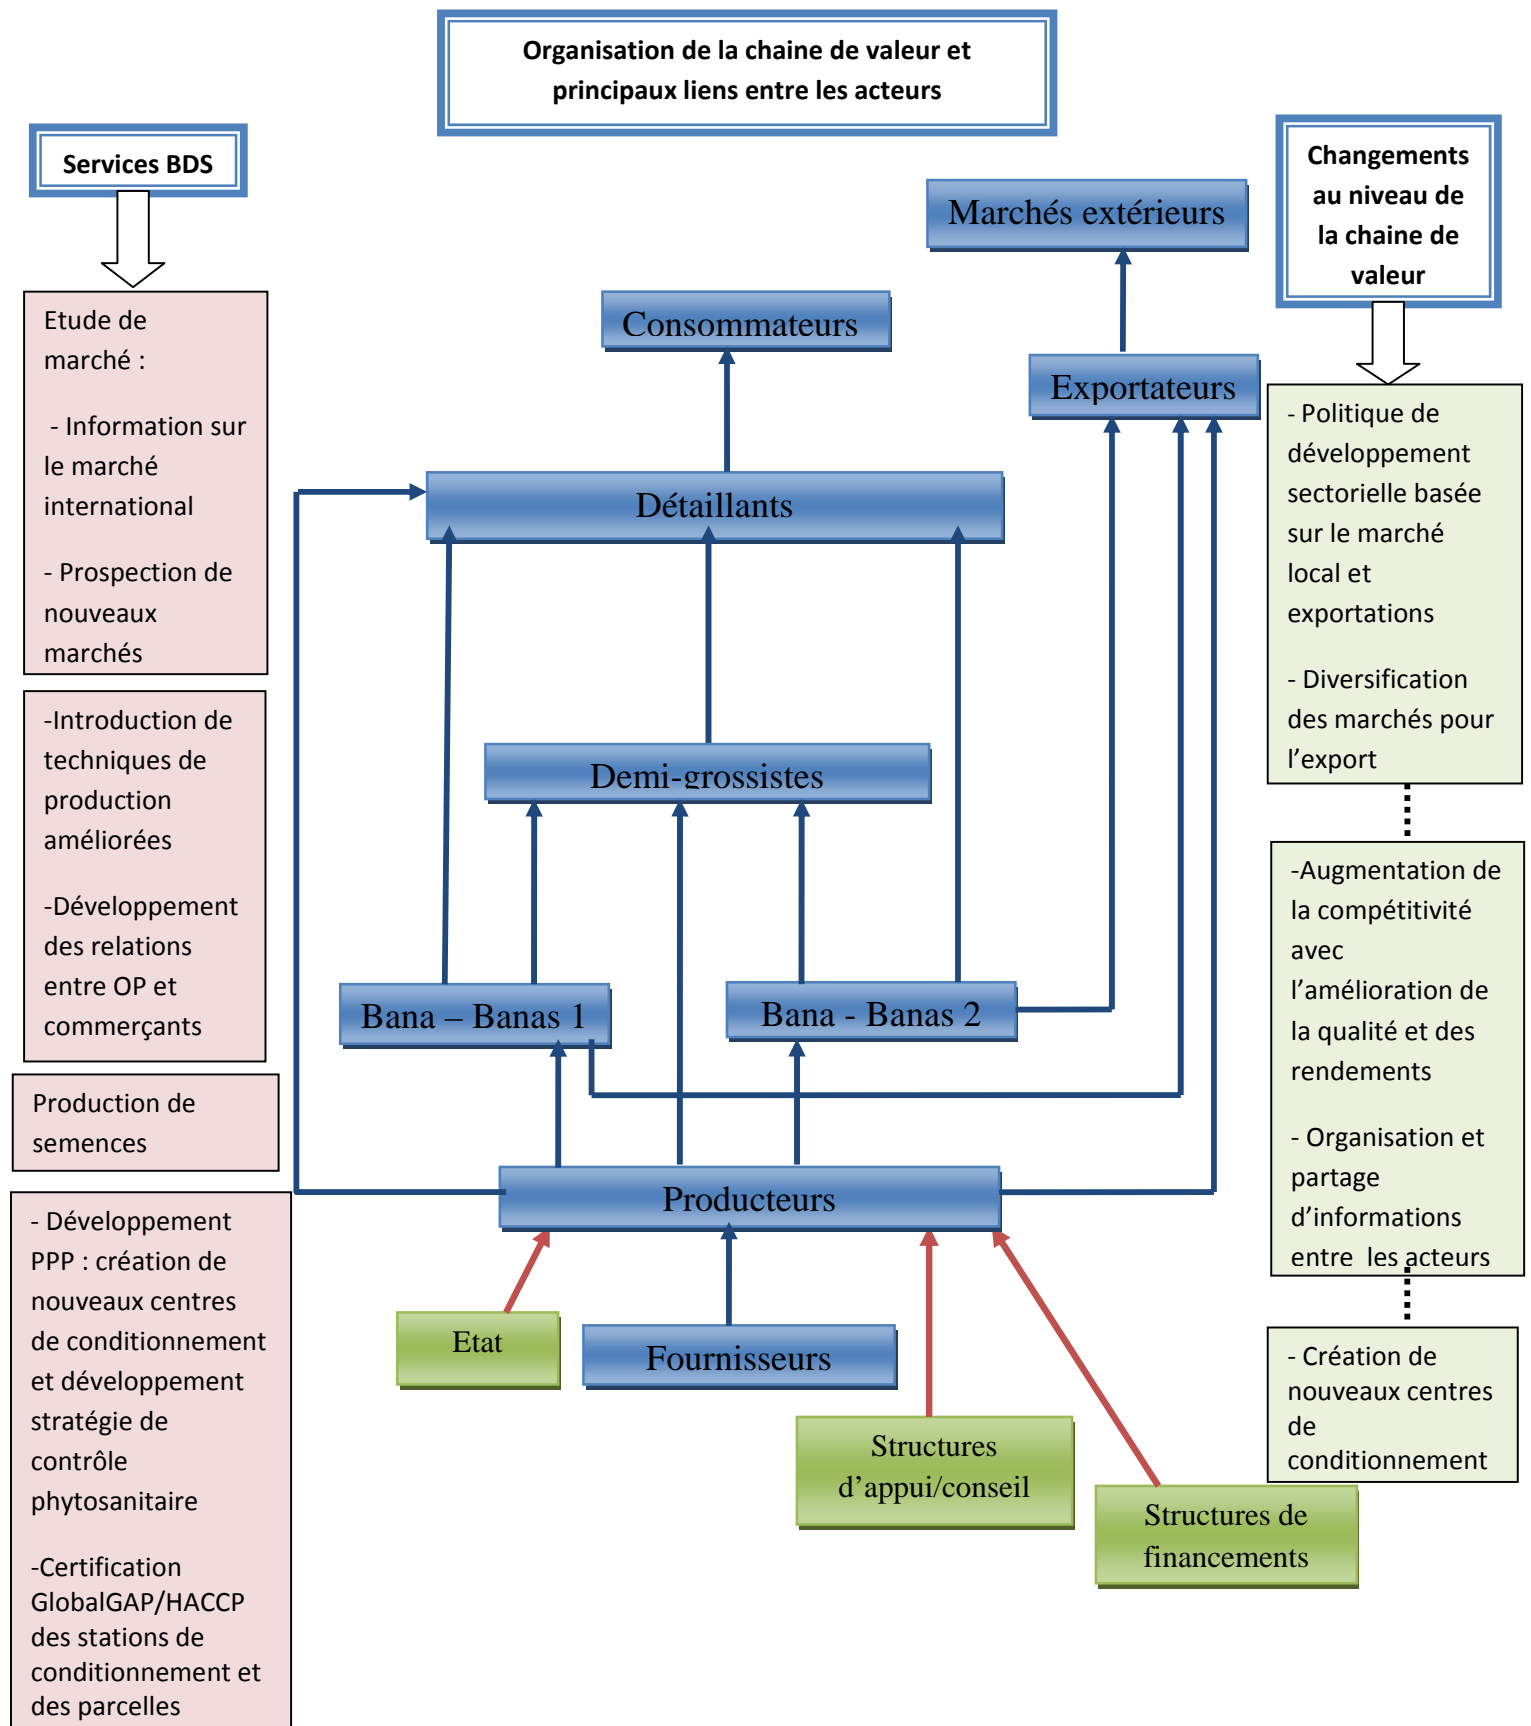 Organisation de la chaine de valeur et
principaux liens entre les acteurs
Services BDS
Etude de
marché :
- Information sur
le marché
international
- Prospection de
nouveaux
marchés
-Introduction de
techniques de
production
améliorées
-Développement
des relations
entre OP et
commerçants
Production de
semences
- Développement
PPP : création de
nouveaux centres
de conditionnement
et développement
stratégie de
contrôle
phytosanitaire
-Certification
GlobalGAP/HACCP
des stations de
conditionnement et
des parcelles
Marchés extérieurs
Consommateurs
Exportateurs
Détaillants
Demi-grossistes
Bana – Banas 1
Bana - Banas 2
Producteurs
Etat
Fournisseurs
Structures
d’appui/conseil
Structures de
financements
Changements
au niveau de
la chaine de
valeur
- Politique de
développement
sectorielle basée
sur le marché
local et
exportations
- Diversification
des marchés pour
l’export
-Augmentation de
la compétitivité
avec
l’amélioration de
la qualité et des
rendements
- Organisation et
partage
d’informations
entre les acteurs
- Création de
nouveaux centres
de
conditionnement